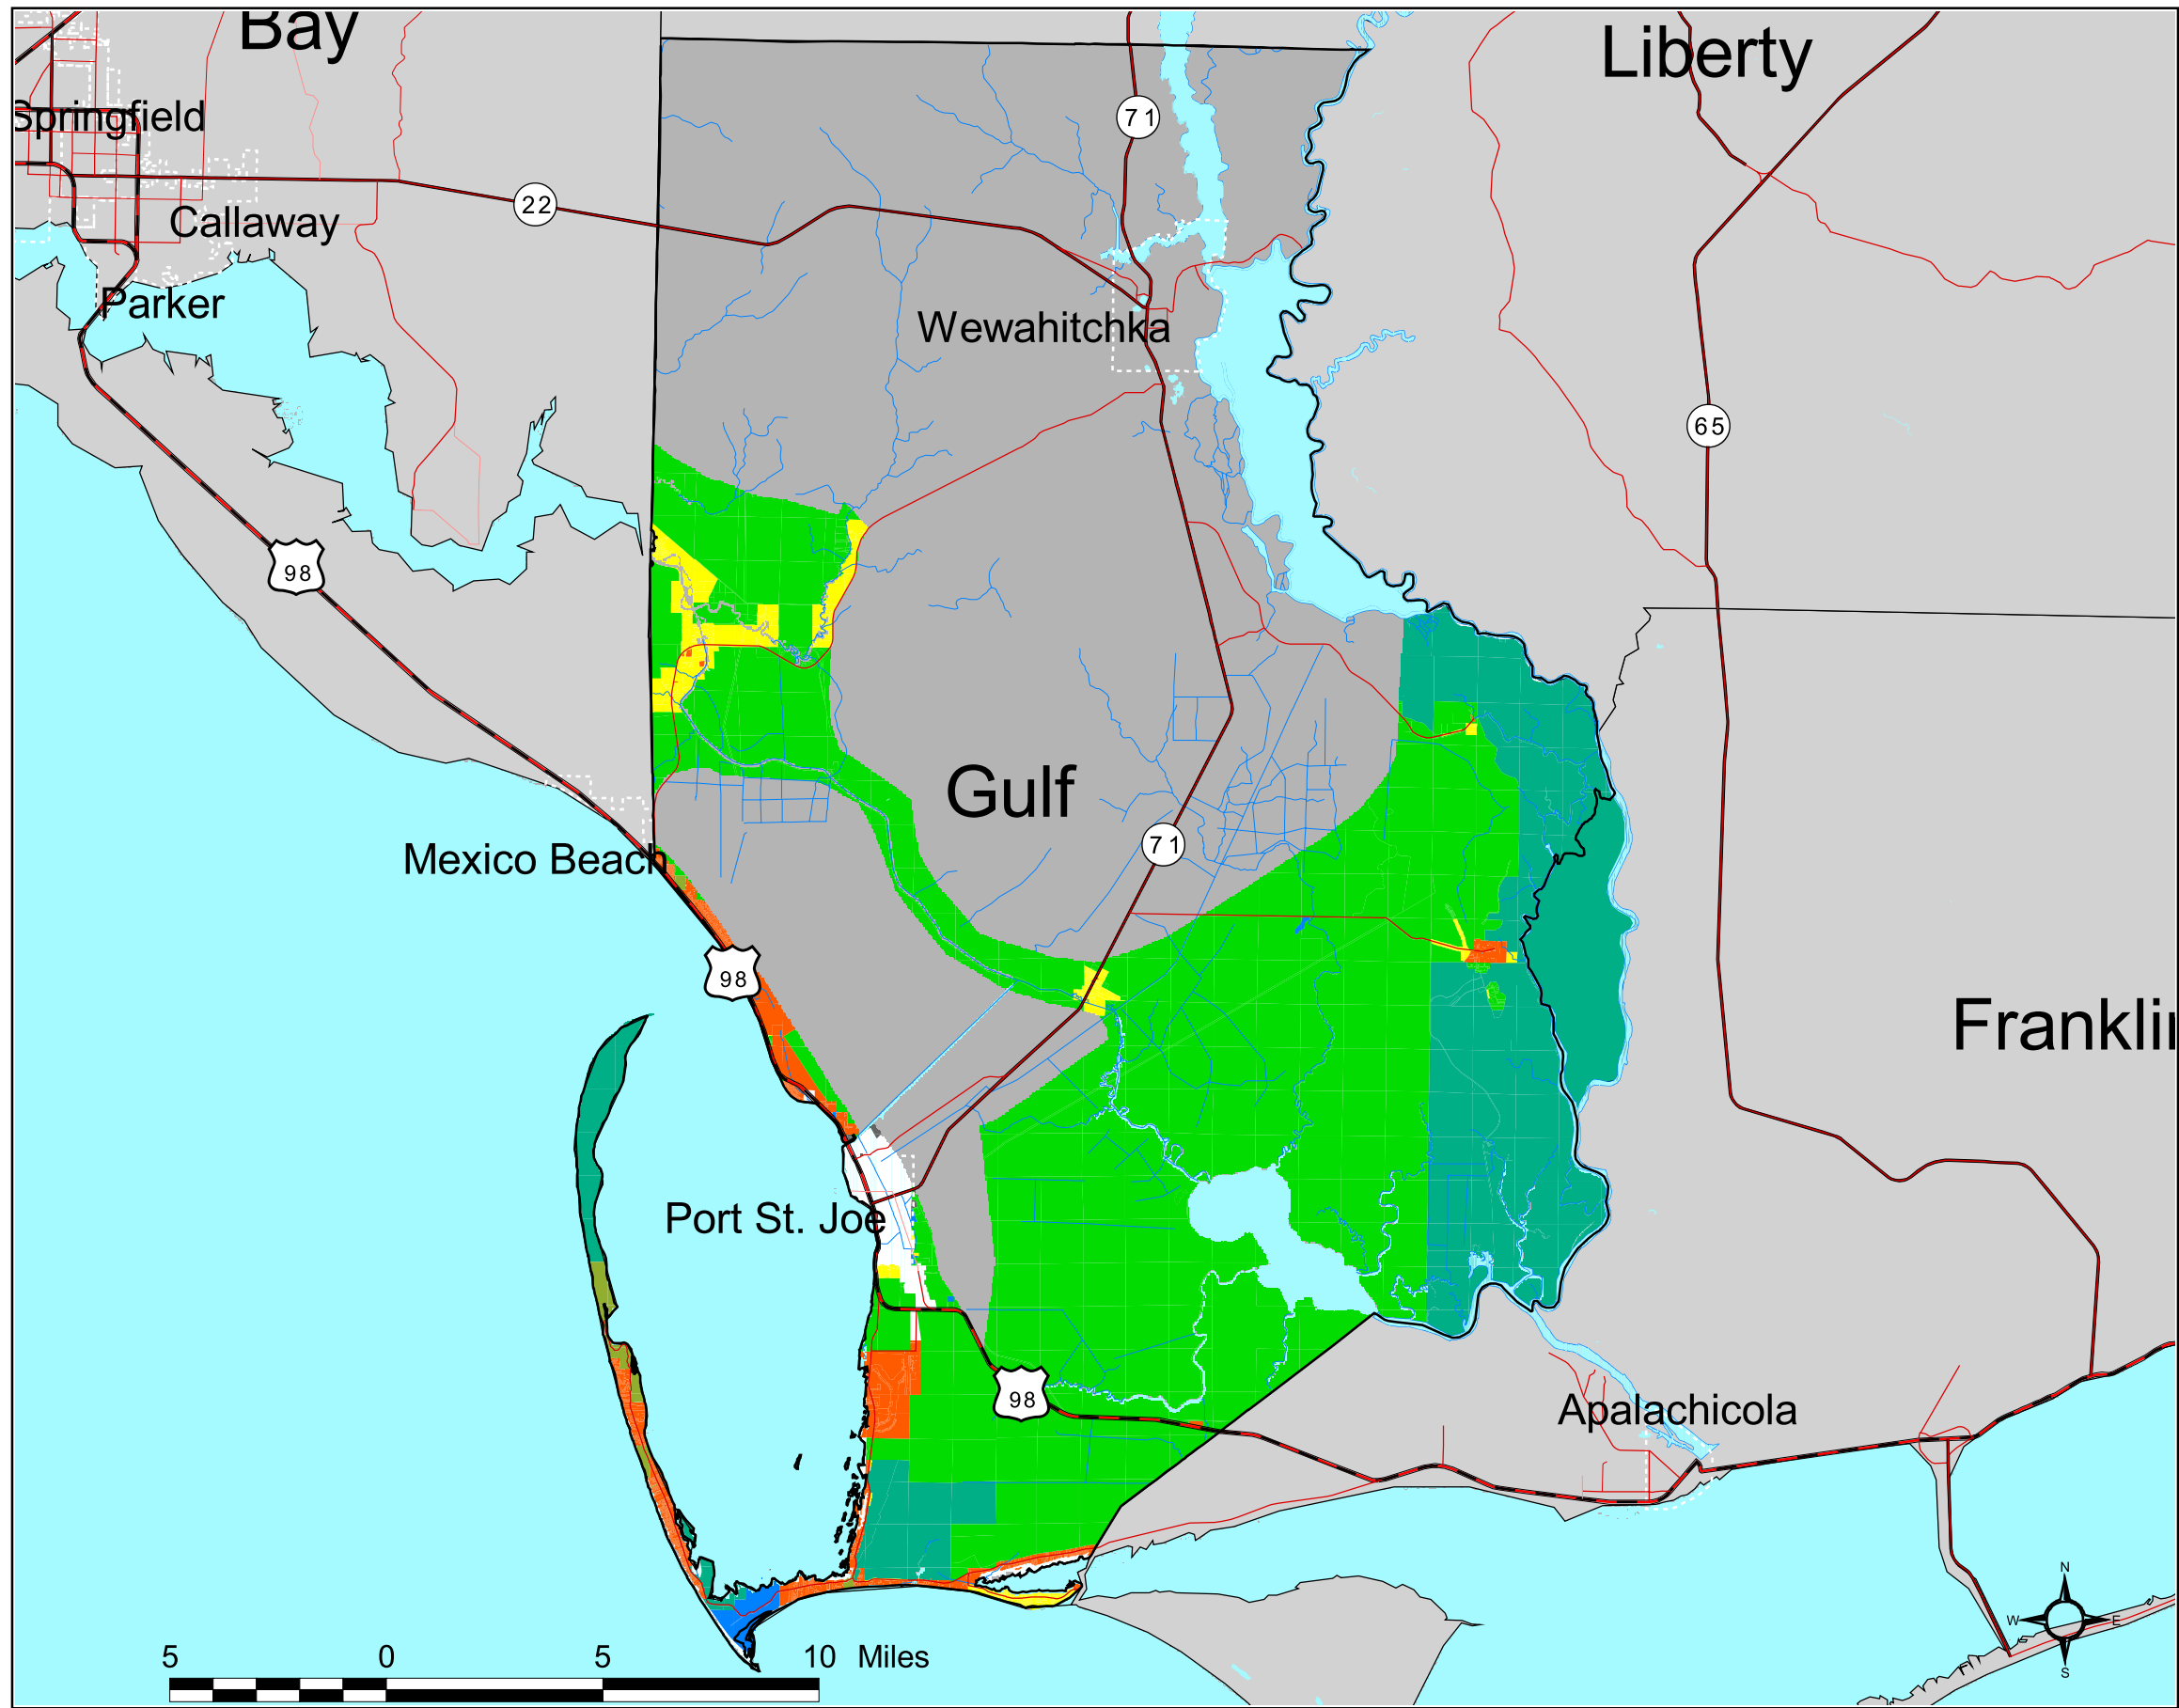 Bay
Liberty
Springfield
71
22
Callaway
Parker
Wewahitchka
65
98
Gulf
71
Mexico Beach
98
Franklin
Port St. Joe
98
Apalachicola
N
W E
S
5 0 5 10 Miles